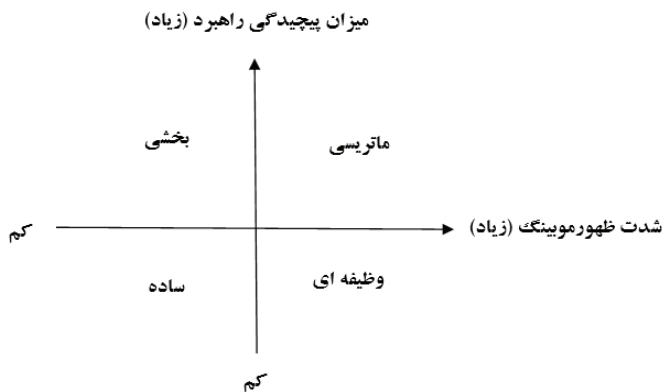 میزان پیچیدگی راهبرد (زیاد)
ماتریسی
بخشی
شدت ظهورموبینگ (زیاد)
کم
وظیفه ای
ساده
کم